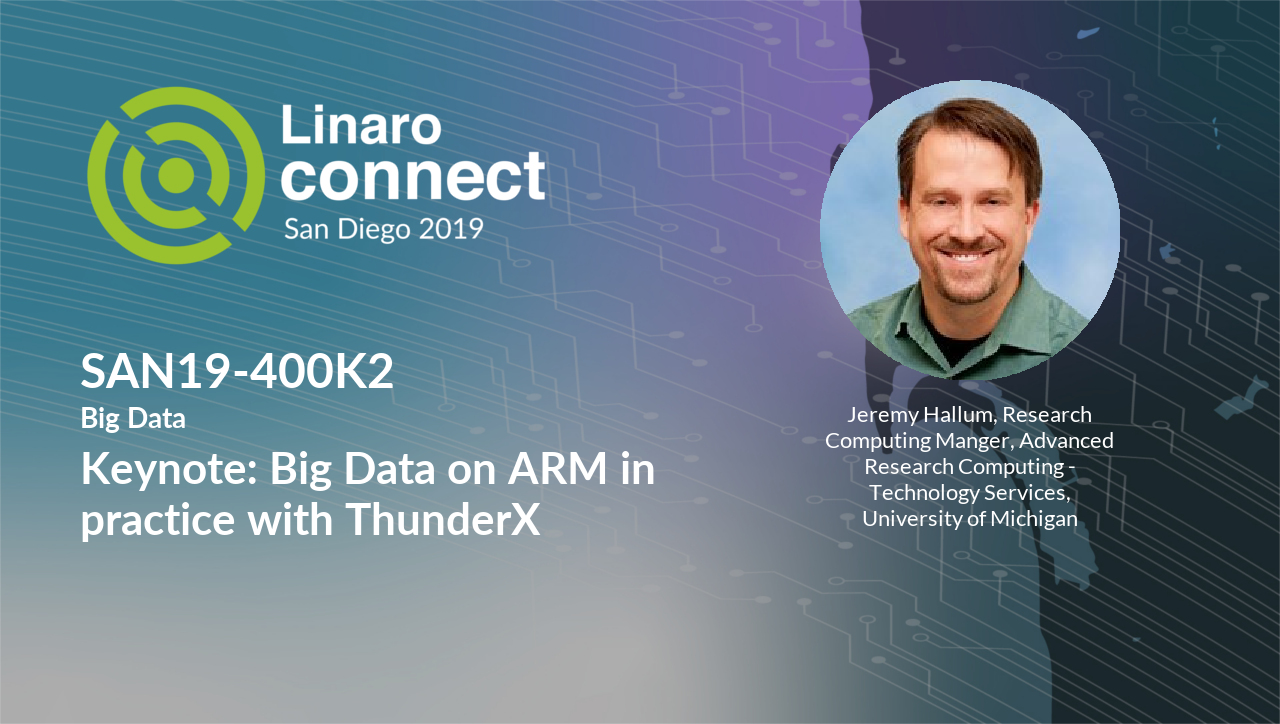 Linaro
connect
San Diego 2019
SAN19-400K2
Big Data
Keynote: Big Data on ARM in
practice with ThunderX
Jeremy Hallum, Research
Computing Manger, Advanced
Research Computing -
Technology Services,
University of Michigan